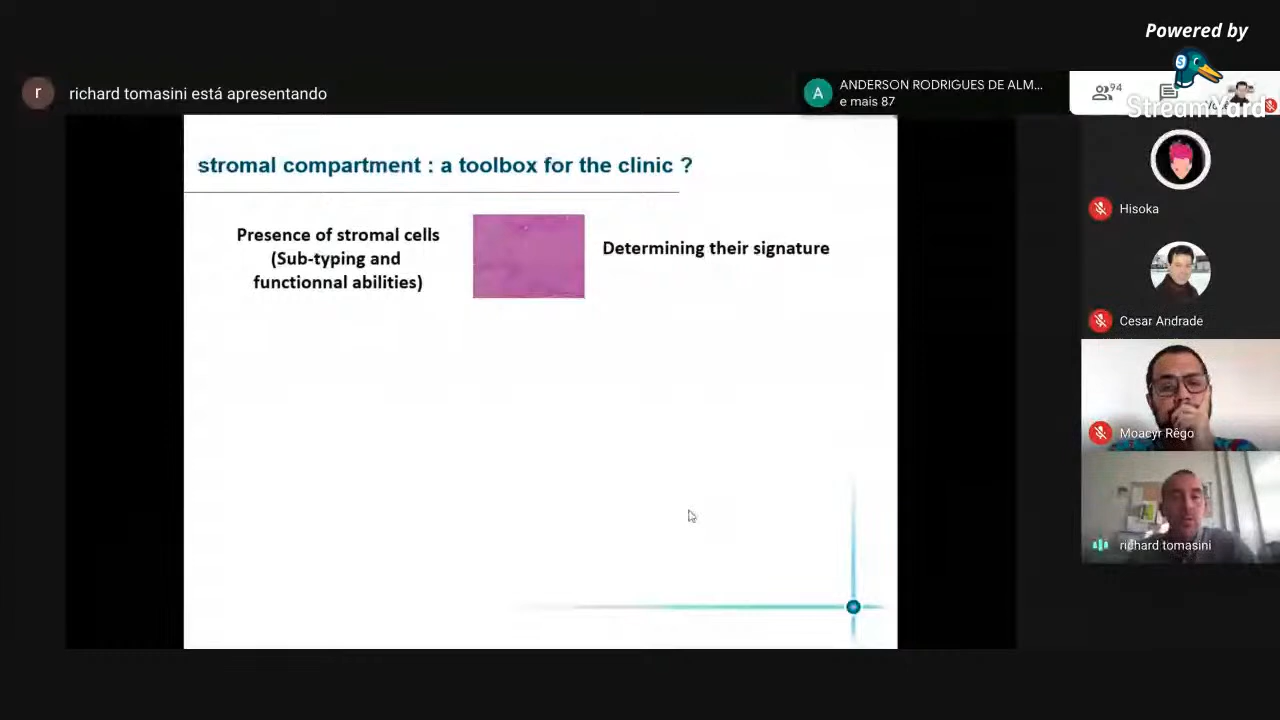 Powered by
StreamYard
r
richard tomasini está apresentando
A
ANDERSON RODRIGUES DE ALM...
e mais 87
94
stromal compartment : a toolbox for the clinic ?
Presence of stromal cells
(Sub-typing and
functionnal abilities)
Determining their signature
Hisoka
Cesar Andrade
Moacyr Rêgo
richard tomasini